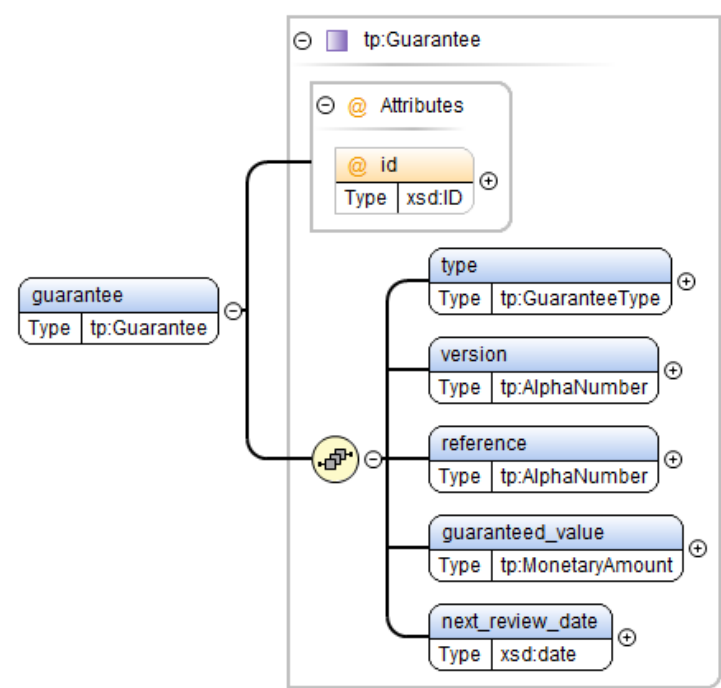 tp:Guarantee
@ Attributes
@ id
Type xsd:ID
guarantee
Type tp:Guarantee
type
Type tp:GuaranteeType
version
Type tp:AlphaNumber
reference
Type tp:AlphaNumber
guaranteed_value
Type tp:MonetaryAmount
next_review_date
Type xsd:date